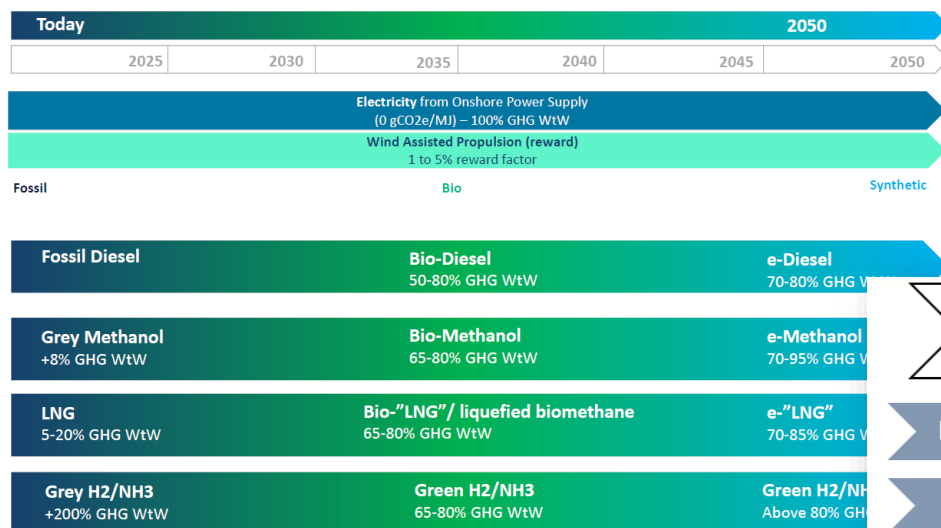 Today 2050
2025 2030 2035 2040 2045 2050
Electricity from Onshore Power Supply
(0 gCO2e/MJ) – 100% GHG WtW
Wind Assisted Propulsion (reward)
1 to 5% reward factor
Fossil Bio Synthetic
Fossil Diesel Bio-Diesel e-Diesel
50-80% GHG WtW 70-80% GHG
Grey Methanol Bio-Methanol e-Methanol
+8% GHG WtW 65-80% GHG WtW 70-95% GHG
LNG Bio-”LNG”/ liquefied biomethane e-”LNG”
5-20% GHG WtW 65-80% GHG WtW 70-85% GHG
Grey H2/NH3 Green H2/NH3 Green H2/NH
+200% GHG WtW 65-80% GHG WtW Above 80% GH